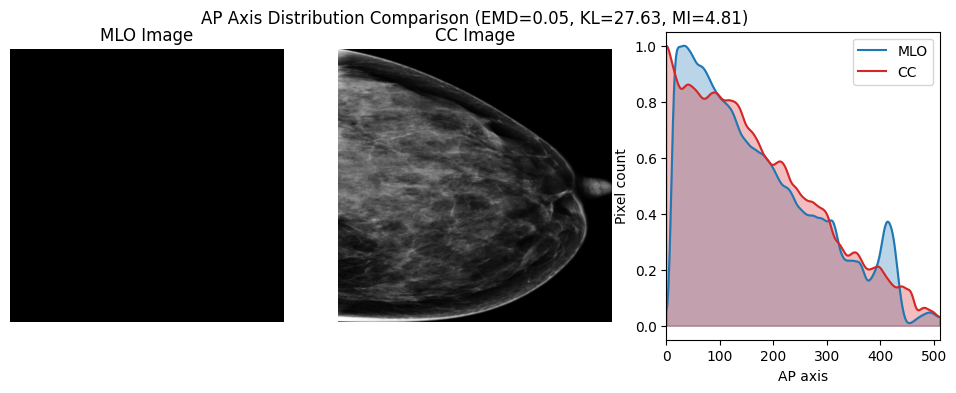 AP Axis Distribution Comparison (EMD=0.05, KL=27.63, MI=4.81)
MLO Image
CC Image
MLO
CC
Pixel count
1.0
0.8
0.6
0.4
0.2
0.0
0 100 200 300 400 500
AP axis